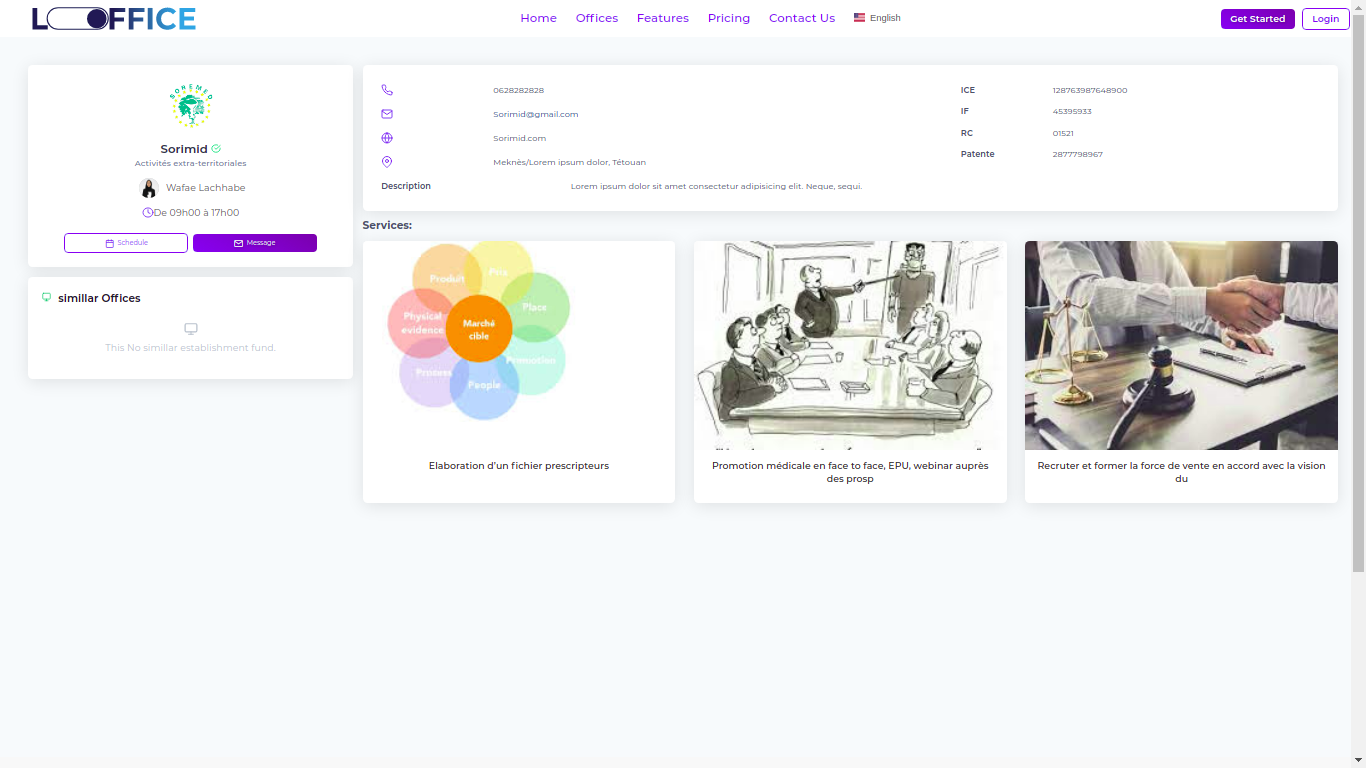 LOOFFICE
Home
Offices
Features
Pricing
Contact Us
English
Get Started
Login
SOREMED
Sorimid
Activités extra-territoriales
Wafae Lachhabe
De 09h00 à 17h00
Schedule
Message
simillar Offices
This No simillar establishment fund.
0628282828
Sorimid@gmail.com
Sorimid.com
Meknès/Lorem ipsum dolor, Tétouan
Description
Lorem ipsum dolor sit amet consectetur adipisicing elit. Neque, sequi.
ICE
128763987648900
IF
45395933
RC
01521
Patente
2877798967
Services:
Produit
Prix
Place
Promotion
People
Process
Physical
evidence
Marché
cible
Elaboration d’un fichier prescripteurs
Promotion médicale en face to face, EPU, webinar auprès
des prosp
Recruter et former la force de vente en accord avec la vision
du